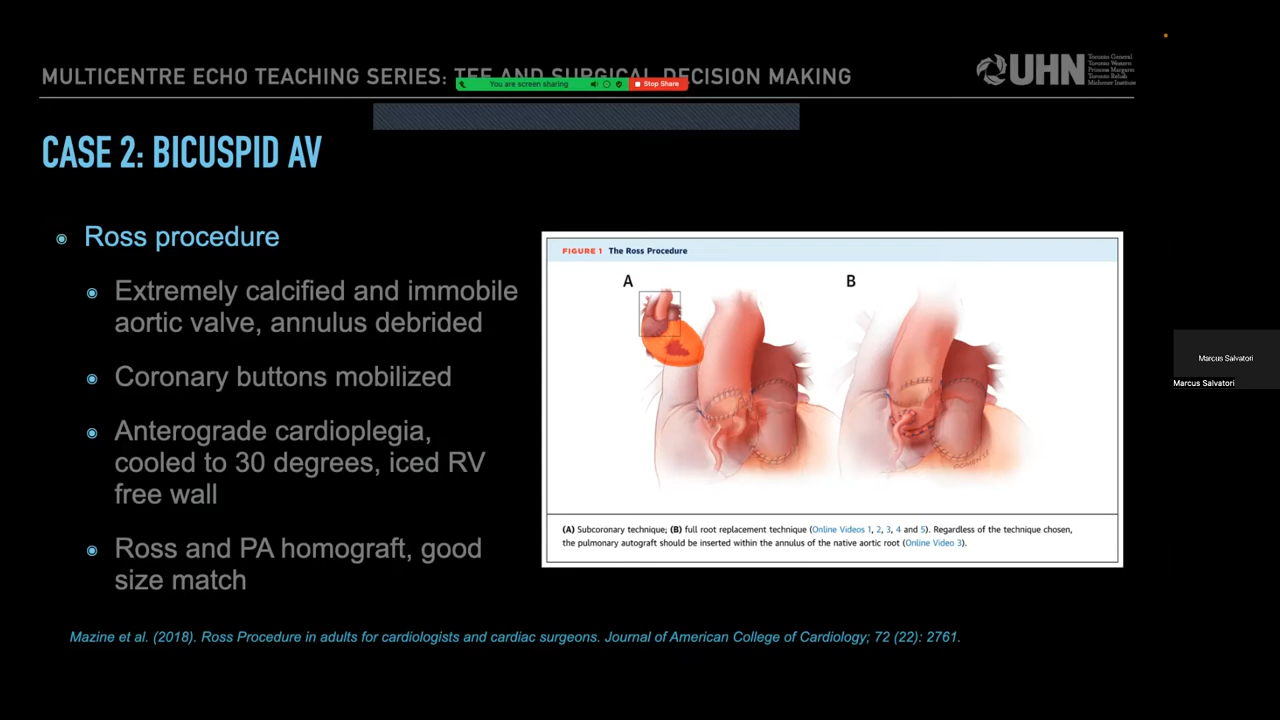 MULTICENTRE ECHO TEACHING SERIES: TEE AND SURGICAL DECISION MAKING
You are screen sharing
Stop Share
UHN
Toronto General
Toronto Western
Princess Margaret
Toronto Rehab
Michener Institute
CASE 2: BICUSPID AV
Ross procedure
Extremely calcified and immobile
aortic valve, annulus debrided
Coronary buttons mobilized
Anterograde cardioplegia,
cooled to 30 degrees, iced RV
free wall
Ross and PA homograft, good
size match
FIGURE 1 The Ross Procedure
A
B
(A) Subcoronary technique; (B) full root replacement technique (Online Videos 1, 2, 3, 4 and 5). Regardless of the technique chosen,
the pulmonary autograft should be inserted within the annulus of the native aortic root (Online Video 3).
Mazine et al. (2018). Ross Procedure in adults for cardiologists and cardiac surgeons. Journal of American College of Cardiology; 72 (22): 2761.
Marcus Salvatori
Marcus Salvatori